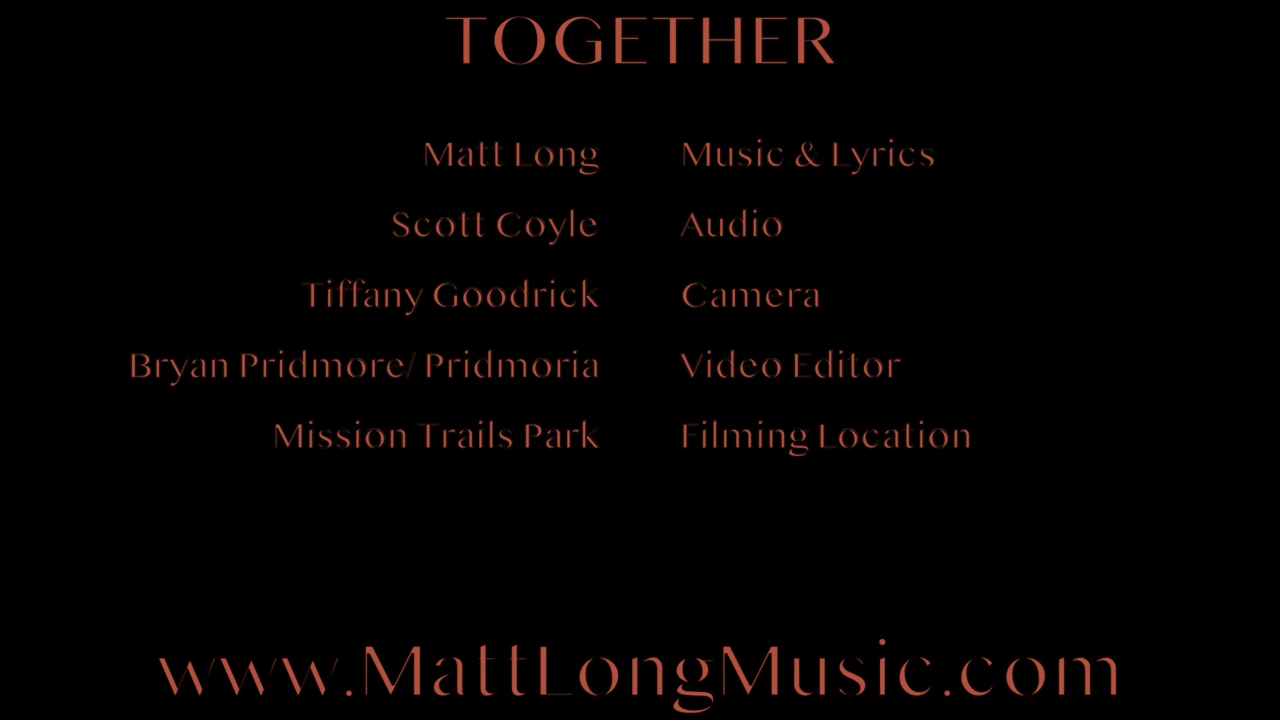 TOGETHER
Matt Long Music & Lyrics
Scott Coyle Audio
Tiffany Goodrick Camera
Bryan Pridmore/ Pridmoria Video Editor
Mission Trails Park Filming Location
www.MattLongMusic.com